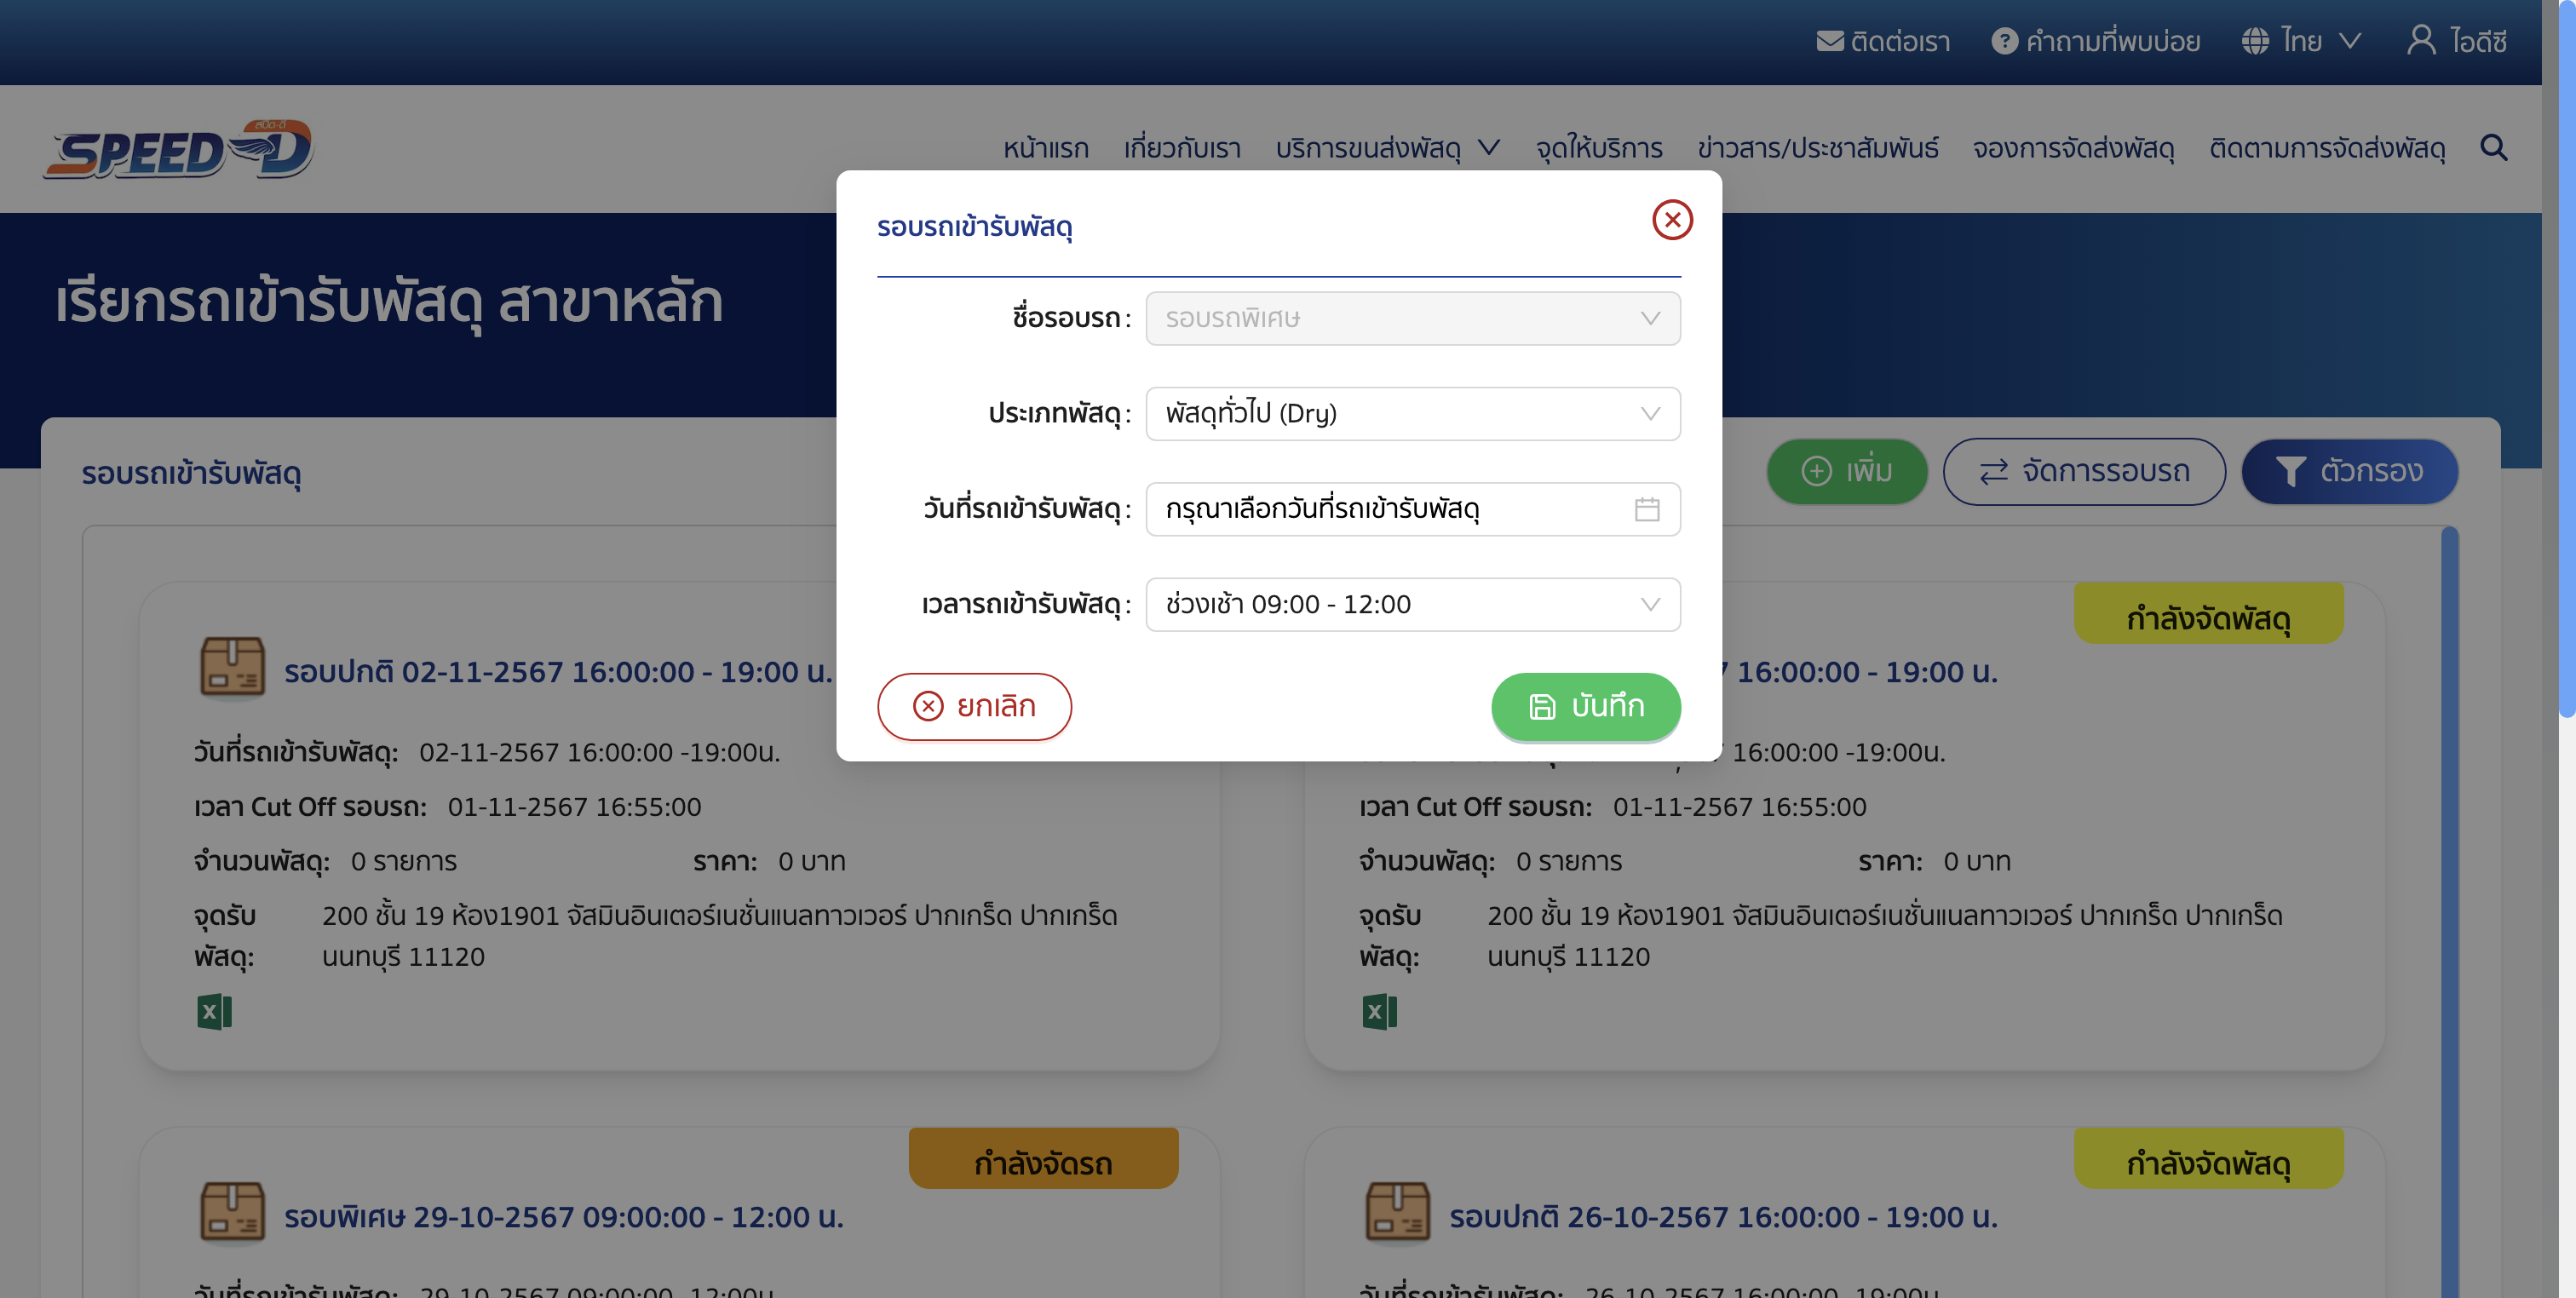 ติดต่อเรา คำถามที่พบบ่อย ไทย ไอดีซี
สปีด-ดี
SPEED-D
หน้าแรก เกี่ยวกับเรา บริการขนส่งพัสดุ จุดให้บริการ ข่าวสาร/ประชาสัมพันธ์ จองการจัดส่งพัสดุ ติดตามการจัดส่งพัสดุ
เรียกรถเข้ารับพัสดุ สาขาหลัก
รอบรถเข้ารับพัสดุ
ชื่อรอบรถ : รอบรถพิเศษ
ประเภทพัสดุ : พัสดุทั่วไป (Dry)
วันที่รถเข้ารับพัสดุ : กรุณาเลือกวันที่รถเข้ารับพัสดุ
เวลารถเข้ารับพัสดุ : ช่วงเช้า 09:00 - 12:00
ยกเลิก บันทึก
รอบรถเข้ารับพัสดุ เพิ่ม จัดการรอบรถ ตัวกรอง
รอบปกติ 02-11-2567 16:00:00 - 19:00 น.
วันที่รถเข้ารับพัสดุ: 02-11-2567 16:00:00 -19:00น.
เวลา Cut Off รอบรถ: 01-11-2567 16:55:00
จำนวนพัสดุ: 0 รายการ ราคา: 0 บาท
จุดรับพัสดุ: 200 ชั้น 19 ห้อง1901 จัสมินอินเตอร์เนชั่นแนลทาวเวอร์ ปากเกร็ด ปากเกร็ด
นนทบุรี 11120
กำลังจัดพัสดุ
16:00:00 - 19:00 น.
16:00:00 -19:00น.
เวลา Cut Off รอบรถ: 01-11-2567 16:55:00
จำนวนพัสดุ: 0 รายการ ราคา: 0 บาท
จุดรับพัสดุ: 200 ชั้น 19 ห้อง1901 จัสมินอินเตอร์เนชั่นแนลทาวเวอร์ ปากเกร็ด ปากเกร็ด
นนทบุรี 11120
กำลังจัดรถ
รอบพิเศษ 29-10-2567 09:00:00 - 12:00 น.
วันที่รถเข้ารับพัสดุ: 29-10-2567 09:00:00 -12:00น.
กำลังจัดพัสดุ
รอบปกติ 26-10-2567 16:00:00 - 19:00 น.
วันที่รถเข้ารับพัสดุ: 26-10-2567 16:00:00 -19:00น.